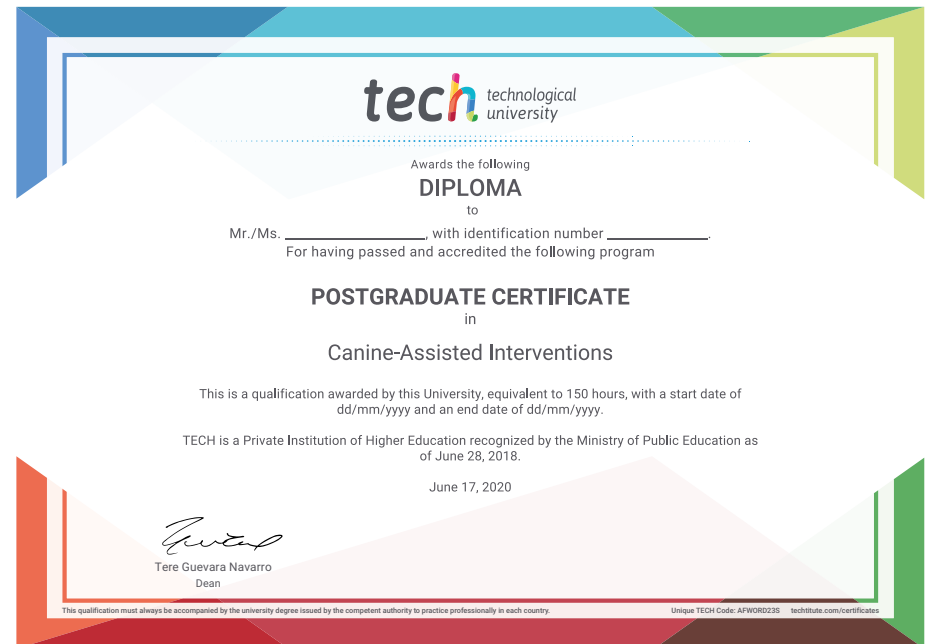 tech technological
university
Awards the following
DIPLOMA
to
Mr./Ms. ____________________, with identification number ______________.
For having passed and accredited the following program
POSTGRADUATE CERTIFICATE
in
Canine-Assisted Interventions
This is a qualification awarded by this University, equivalent to 150 hours, with a start date of
dd/mm/yyyy and an end date of dd/mm/yyyy.
TECH is a Private Institution of Higher Education recognized by the Ministry of Public Education as
of June 28, 2018.
June 17, 2020
Tere Guevara Navarro
Dean
This qualification must always be accompanied by the university degree issued by the competent authority to practice professionally in each country. Unique TECH Code: AFWORD23S techtitute.com/certificates